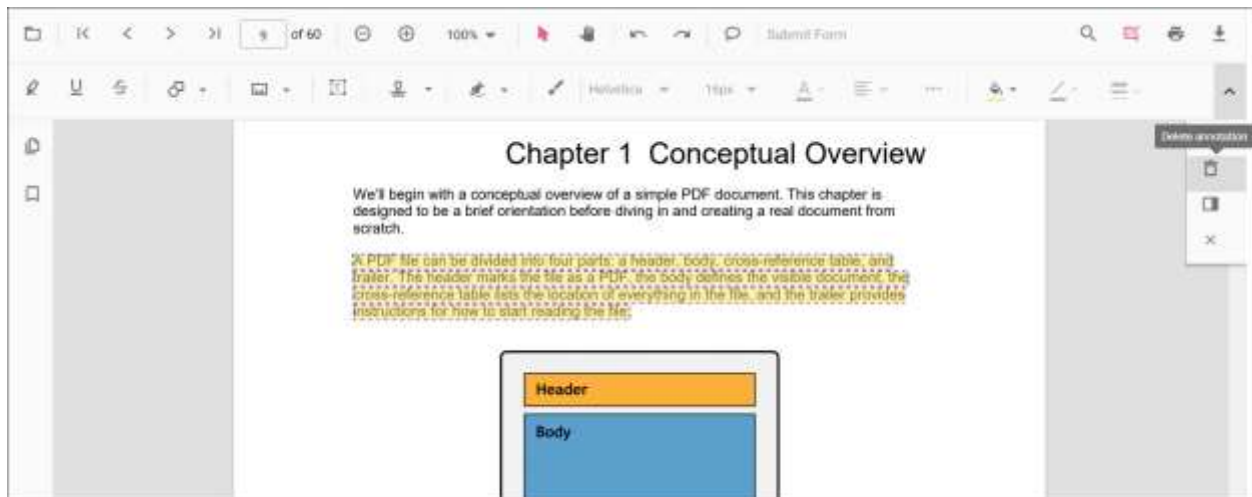 9 of 60 100% Submit Form
Helvetica 16px
Delete annotation
Chapter 1 Conceptual Overview
We'll begin with a conceptual overview of a simple PDF document. This chapter is
designed to be a brief orientation before diving in and creating a real document from
scratch.
A PDF file can be divided into four parts: a header, body, cross-reference table, and
trailer. The header marks the file as a PDF, the body defines the visible document, the
cross-reference table lists the location of everything in the file, and the trailer provides
instructions for how to start reading the file.
Header
Body